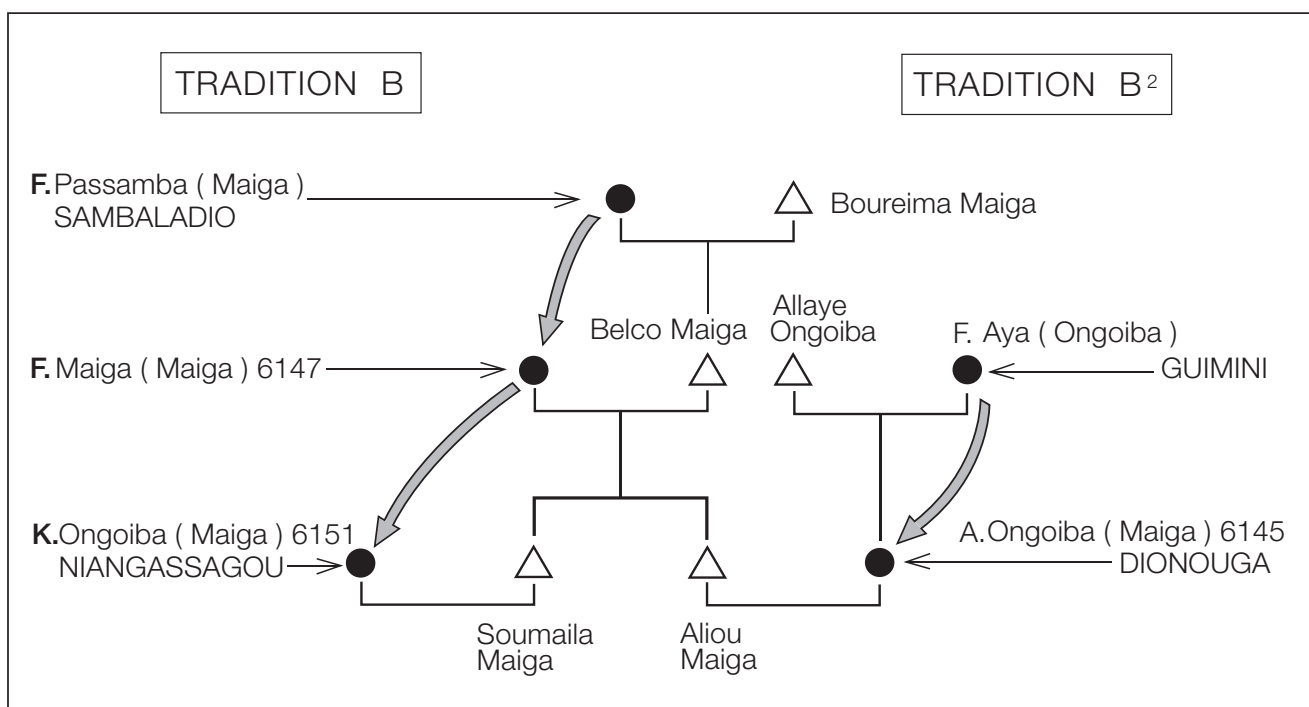 TRADITION B
TRADITION B²
F. Passamba ( Maiga )
SAMBALADIO
Boureima Maiga
Belco Maiga
Allaye
Ongoiba
F. Aya ( Ongoiba )
GUIMINI
F. Maiga ( Maiga ) 6147
K. Ongoiba ( Maiga ) 6151
NIANGASSAGOU
A. Ongoiba ( Maiga ) 6145
DIONOUGA
Soumaila
Maiga
Aliou
Maiga